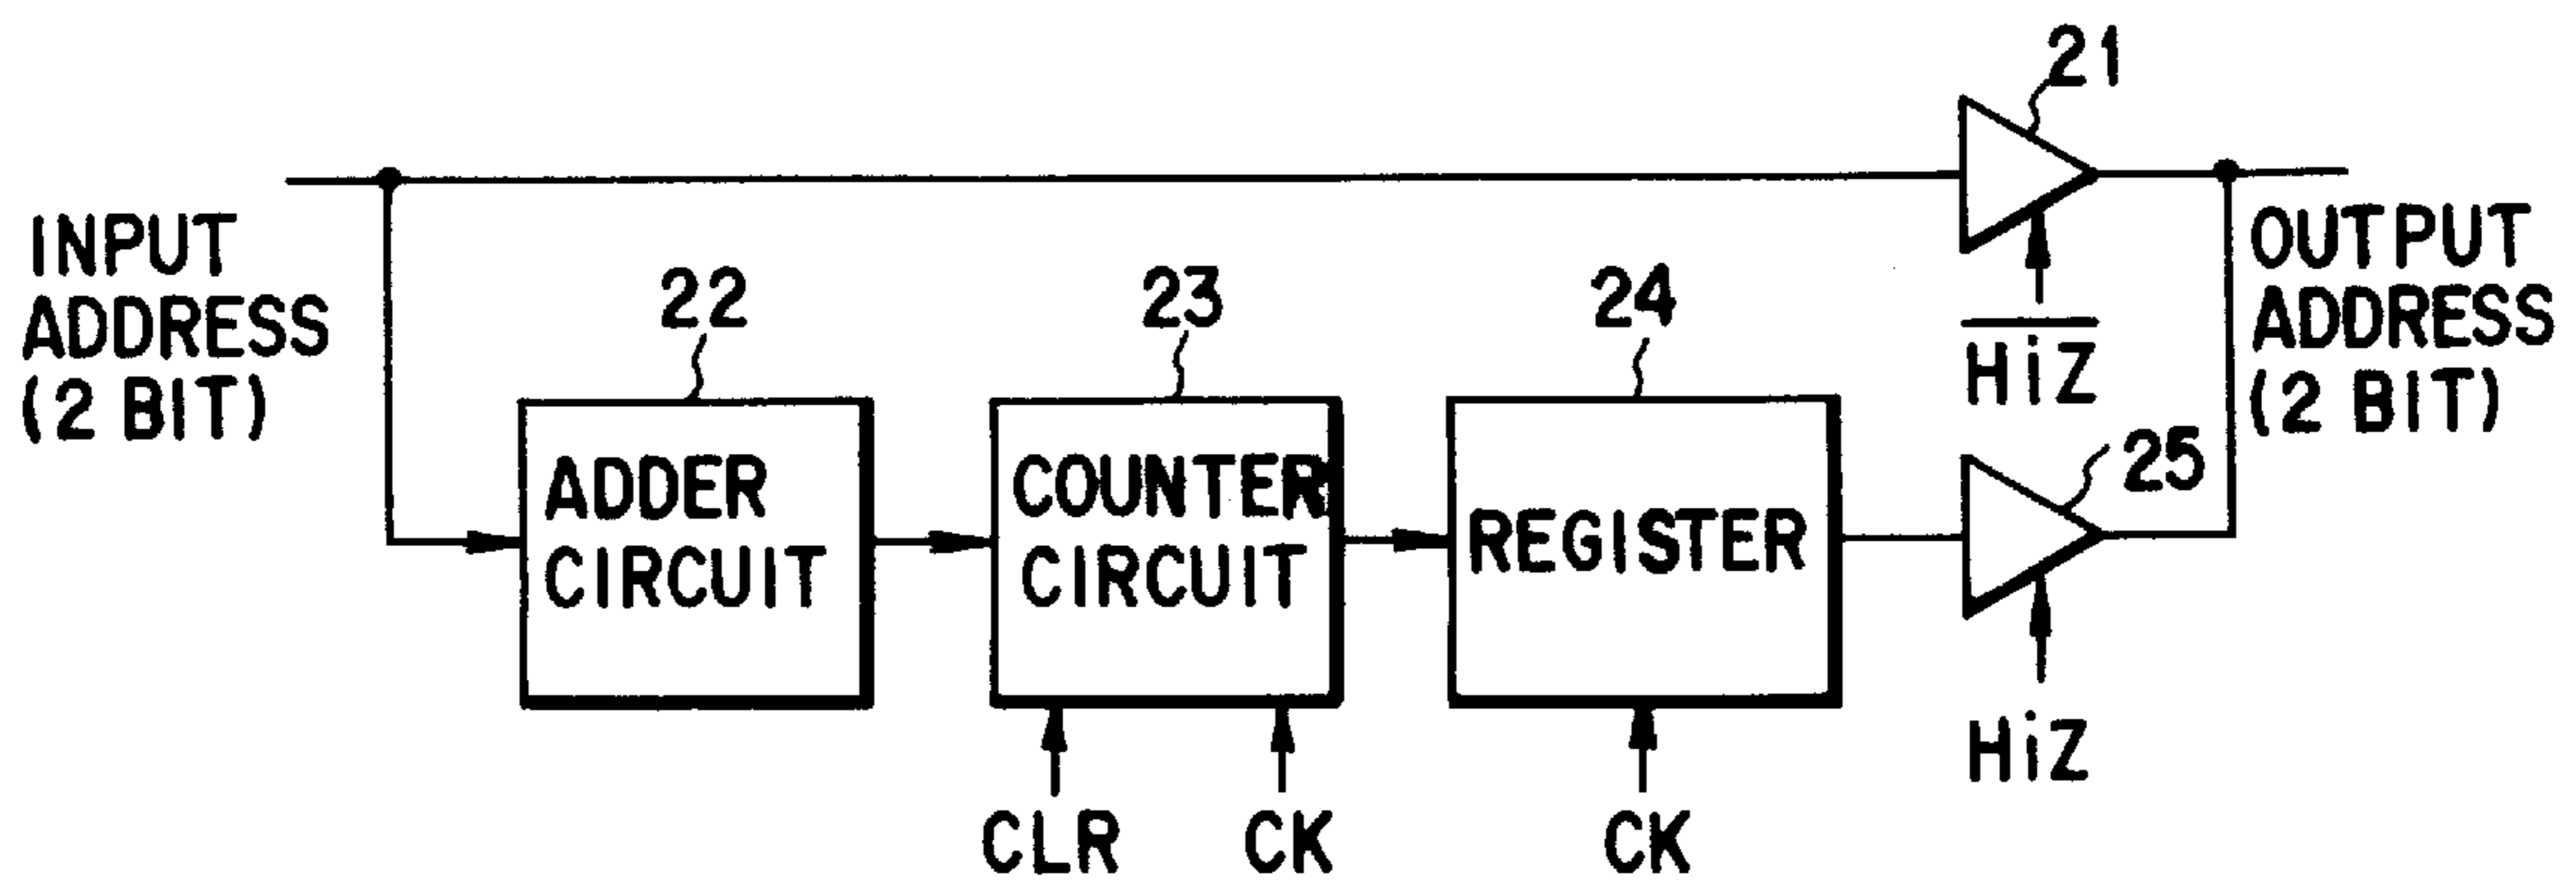 21
INPUT
ADDRESS
(2 BIT)
22
23
24
OUTPUT
ADDRESS
(2 BIT)
HiZ
25
ADDER
CIRCUIT
COUNTER
CIRCUIT
REGISTER
CLR
CK
CK
HiZ